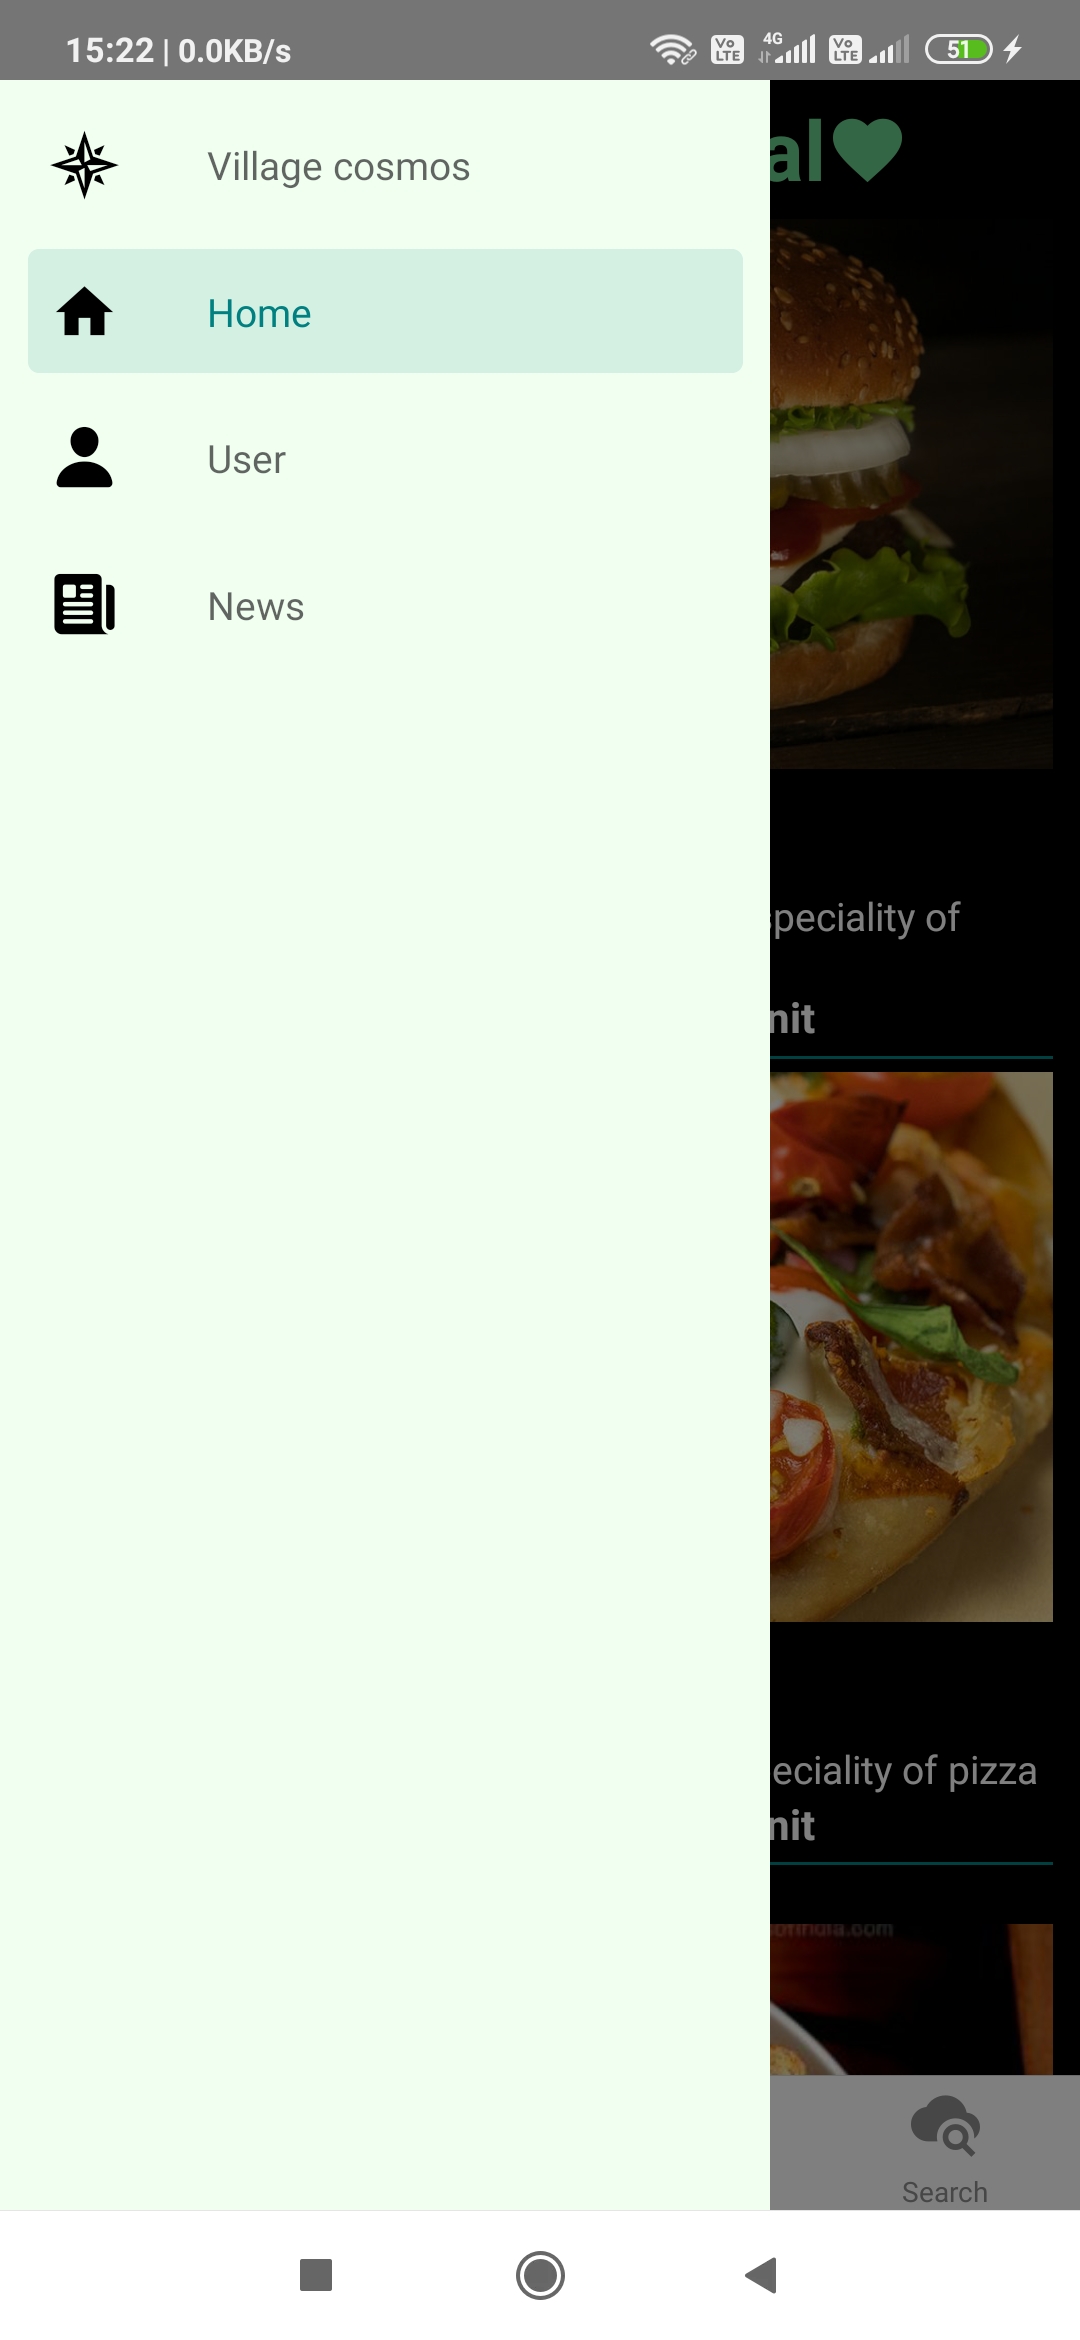 15:22 | 0.0KB/s
Vo LTE
4G
Vo LTE
51
Village cosmos
al
Home
User
News
speciality of
nit
eciality of pizza
nit
Search